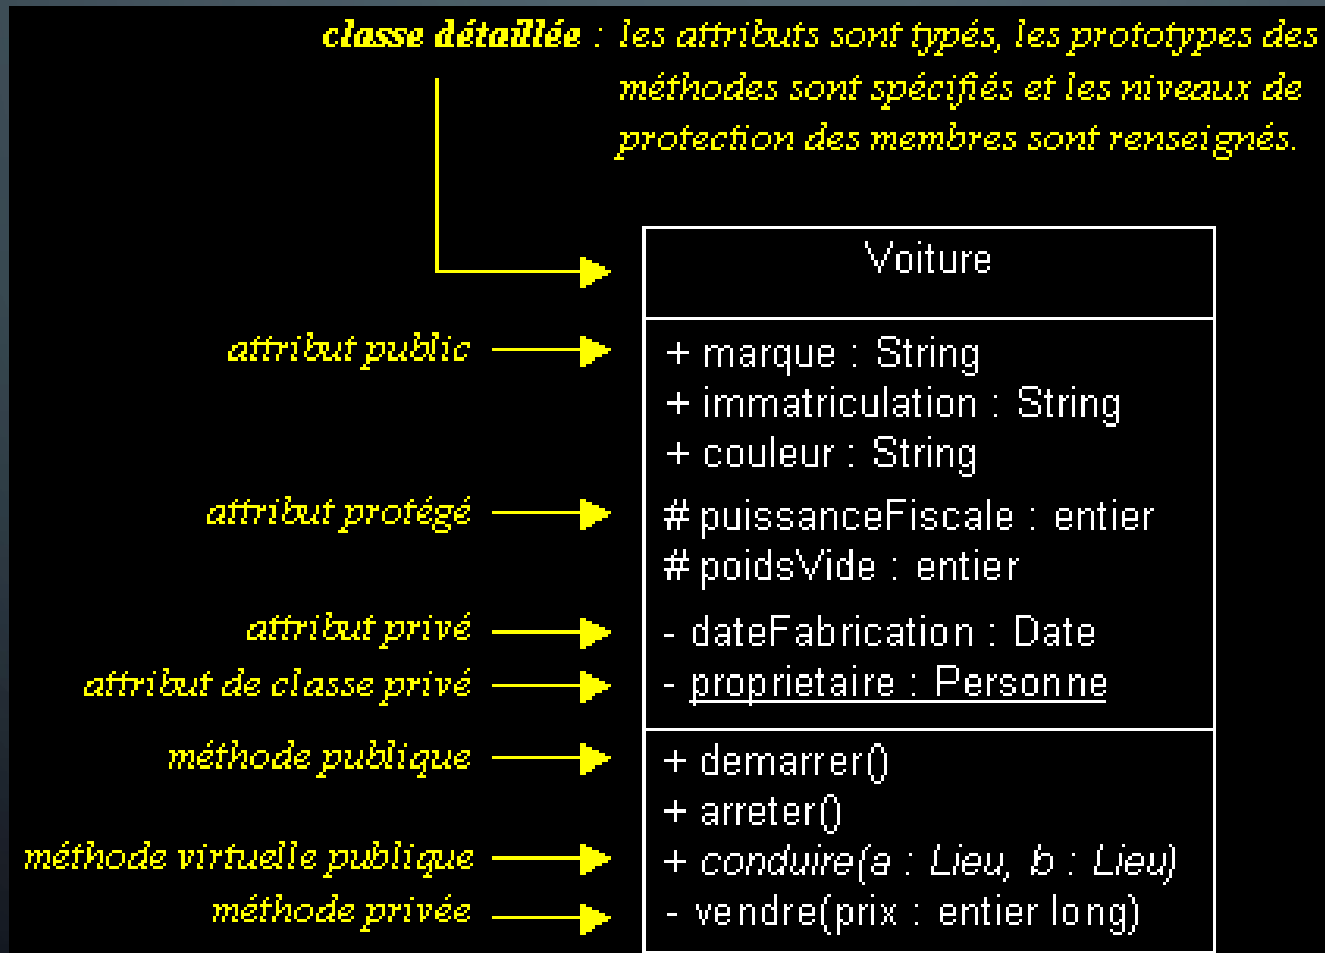 classe détaillée : les attributs sont typés, les prototypes des
méthodes sont spécifiés et les niveaux de
protection des membres sont renseignés.
Voiture
attribut public
+ marque : String
+ immatriculation : String
+ couleur : String
attribut protégé
# puissanceFiscale : entier
# poidsVide : entier
attribut privé
- dateFabrication : Date
attribut de classe privé
- proprietaire : Personne
méthode publique
+ demarrer()
+ arreter()
méthode virtuelle publique
+ conduire(a : Lieu, b : Lieu)
méthode privée
- vendre(prix : entier long)